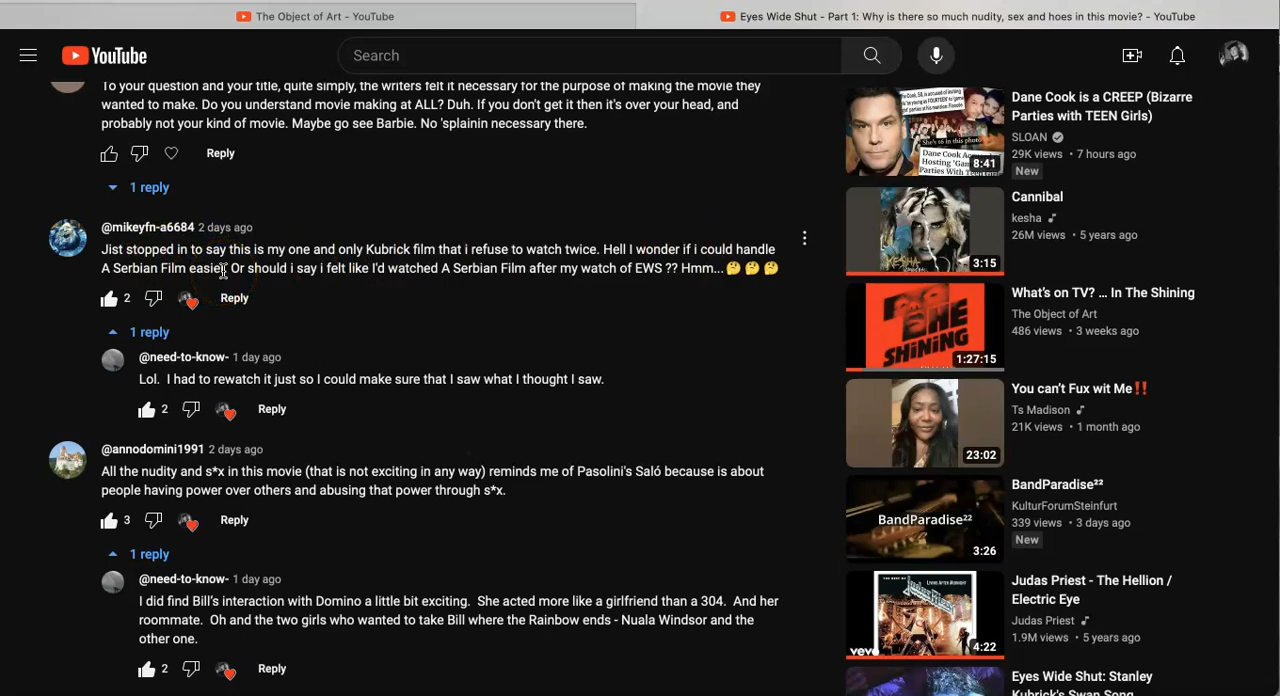 The Object of Art - YouTube
Eyes Wide Shut - Part 1: Why is there so much nudity, sex and hoes in this movie? - YouTube
YouTube
Search
To your question and your title, quite simply, the writers felt it necessary for the purpose of making the movie they
wanted to make. Do you understand movie making at ALL? Duh. If you don't get it then it's over your head, and
probably not your kind of movie. Maybe go see Barbie. No 'splainin necessary there.
Reply
1 reply
@mikeyfn-a6684 2 days ago
Jist stopped in to say this is my one and only Kubrick film that i refuse to watch twice. Hell I wonder if i could handle
A Serbian Film easier Or should i say i felt like I'd watched A Serbian Film after my watch of EWS ?? Hmm... 🤔 🤔 🤔
2 Reply
1 reply
@need-to-know- 1 day ago
Lol. I had to rewatch it just so I could make sure that I saw what I thought I saw.
2 Reply
@annodomini1991 2 days ago
All the nudity and s*x in this movie (that is not exciting in any way) reminds me of Pasolini's Saló because is about
people having power over others and abusing that power through s*x.
3 Reply
1 reply
@need-to-know- 1 day ago
I did find Bill's interaction with Domino a little bit exciting. She acted more like a girlfriend than a 304. And her
roommate. Oh and the two girls who wanted to take Bill where the Rainbow ends - Nuala Windsor and the
other one.
2 Reply
8:41
Dane Cook is a CREEP (Bizarre
Parties with TEEN Girls)
SLOAN
29K views • 7 hours ago
New
KESHA
3:15
Cannibal
kesha
26M views • 5 years ago
THE
SHINING
1:27:15
What's on TV? ... In The Shining
The Object of Art
486 views • 3 weeks ago
23:02
You can't Fux wit Me‼️
Ts Madison
21K views • 1 month ago
BandParadise²²
3:26
BandParadise²²
KulturForumSteinfurt
339 views • 3 days ago
New
JUDAS PRIEST
vevo
4:22
Judas Priest - The Hellion /
Electric Eye
Judas Priest
1.9M views • 5 years ago
Eyes Wide Shut: Stanley
Kubrick's Swan Song